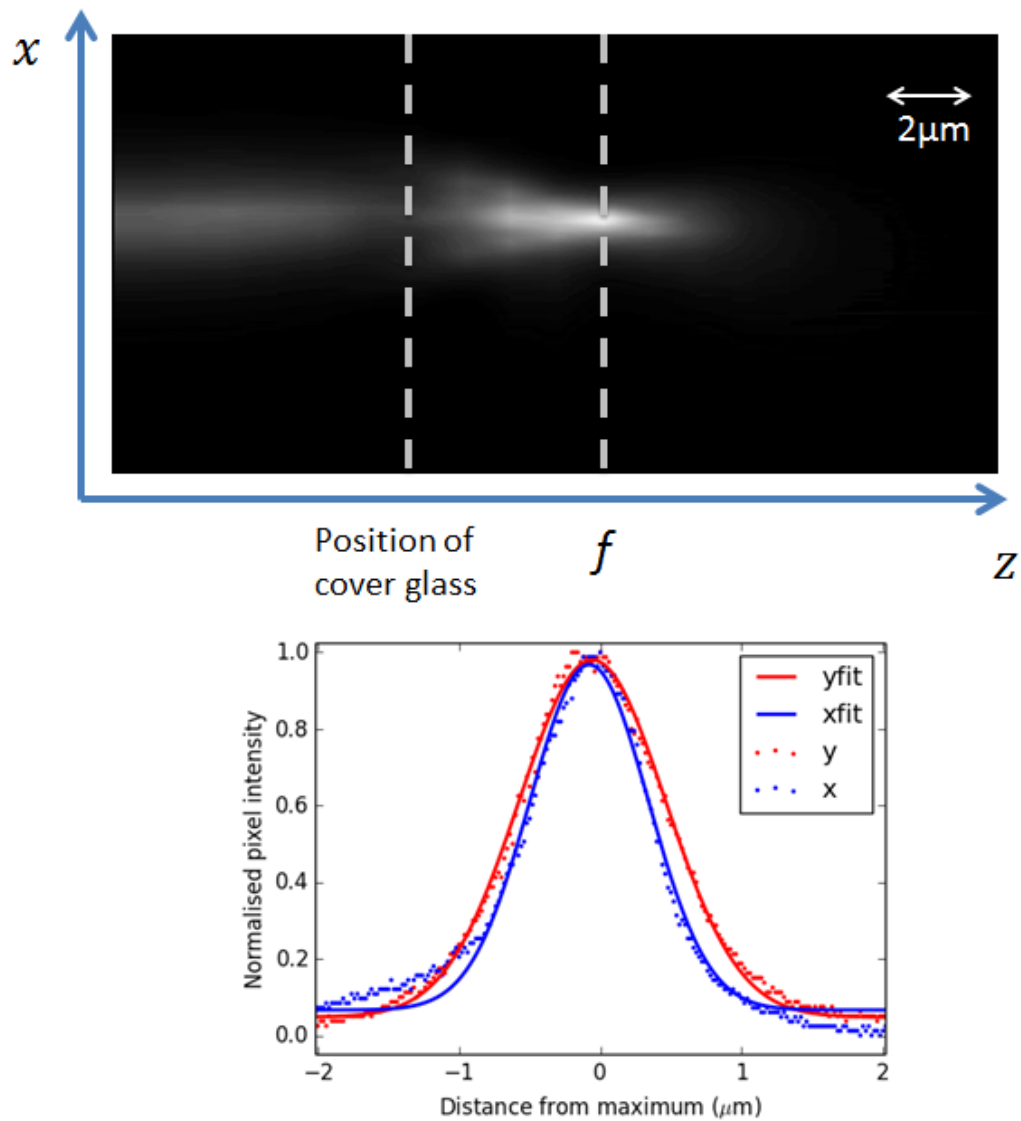 x
2μm
Position of
cover glass
f
z
1.0
0.8
0.6
0.4
0.2
0.0
Normalised pixel intensity
yfit
xfit
y
x
−2
−1
0
1
2
Distance from maximum (μm)